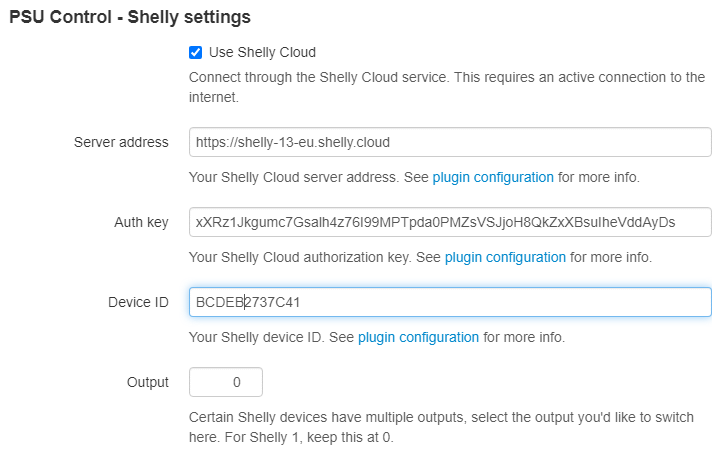 PSU Control - Shelly settings
Use Shelly Cloud
Connect through the Shelly Cloud service. This requires an active connection to the
internet.
Server address
https://shelly-13-eu.shelly.cloud
Your Shelly Cloud server address. See plugin configuration for more info.
Auth key
xXRz1Jkgumc7Gsalh4z76I99MPTpda0PMZsVSJjoH8QkZxXBsuIheVddAyDs
Your Shelly Cloud authorization key. See plugin configuration for more info.
Device ID
BCDEB2737C41
Your Shelly device ID. See plugin configuration for more info.
Output
0
Certain Shelly devices have multiple outputs, select the output you'd like to switch
here. For Shelly 1, keep this at 0.